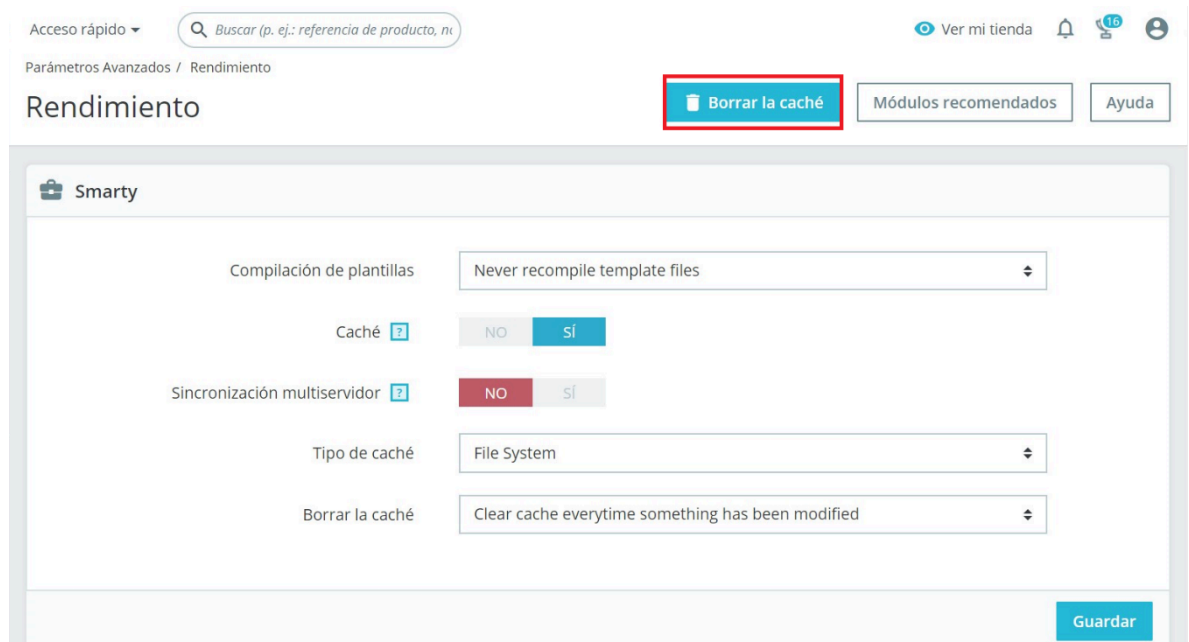 Acceso rápido
Buscar (p. ej.: referencia de producto, n
Ver mi tienda
16
Parámetros Avanzados / Rendimiento
Rendimiento
Borrar la caché
Módulos recomendados
Ayuda
Smarty
Compilación de plantillas
Never recompile template files
Caché ?
NO SÍ
Sincronización multiservidor ?
NO SÍ
Tipo de caché
File System
Borrar la caché
Clear cache everytime something has been modified
Guardar